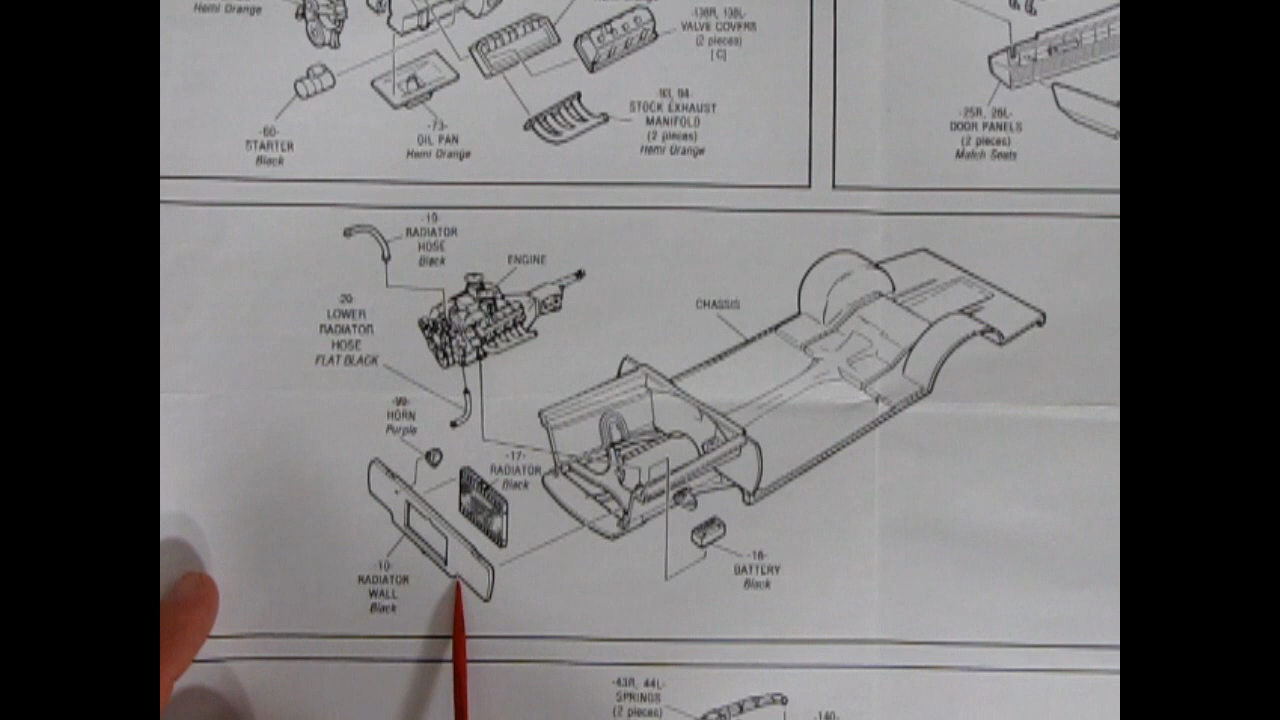 Hemi Orange
-138R, 138L-
VALVE COVERS
(2 pieces)
[C]
-93, 94-
STOCK EXHAUST
MANIFOLD
(2 pieces)
Hemi Orange
-60-
STARTER
Black
-73-
OIL PAN
Hemi Orange
-25R, 26L-
DOOR PANELS
(2 pieces)
Match Seats
-19-
RADIATOR
HOSE
Black
ENGINE
20
LOWER
RADIATOR
HOSE
FLAT BLACK
CHASSIS
-99-
HORN
Purple
-17-
RADIATOR
Black
-10-
RADIATOR
WALL
Black
-16-
BATTERY
Black
-43R, 44L-
SPRINGS
(2 pieces)
-140-